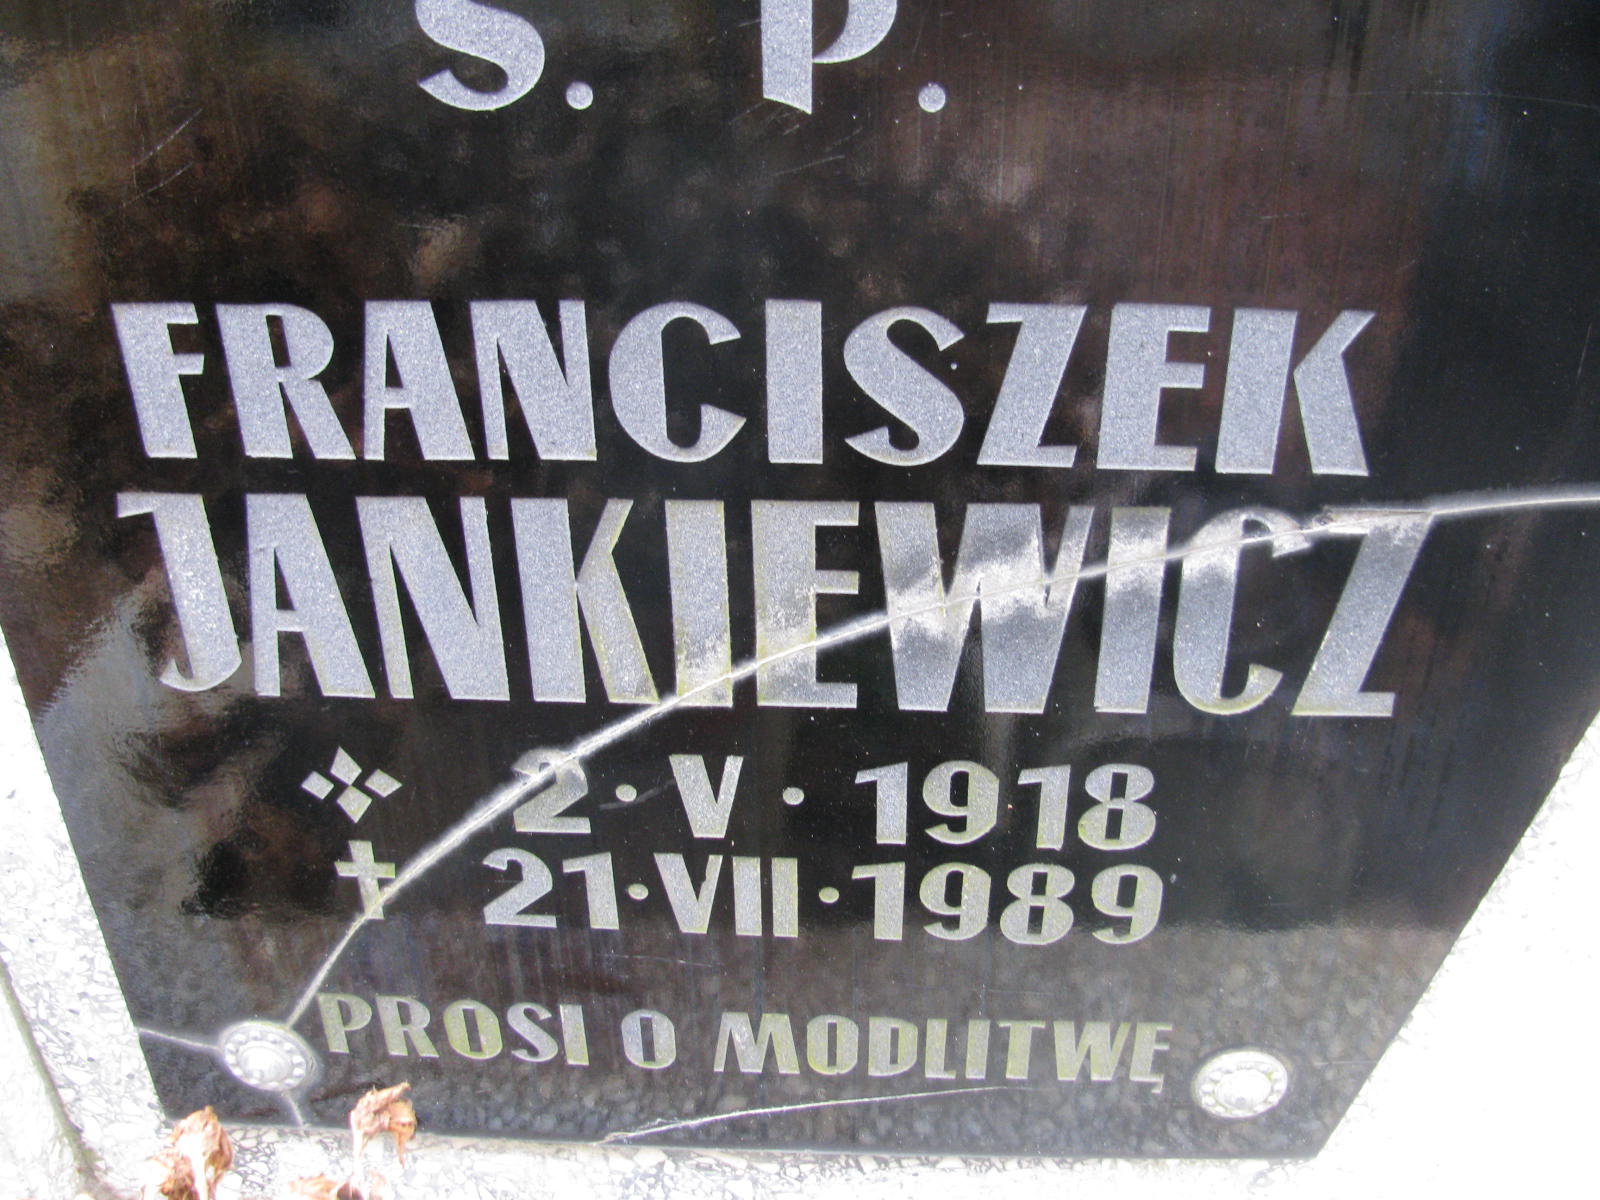 Ś. P.
FRANCISZEK
JANKIEWICZ
2·V·1918
21·VII·1989
PROSI O MODLITWĘ